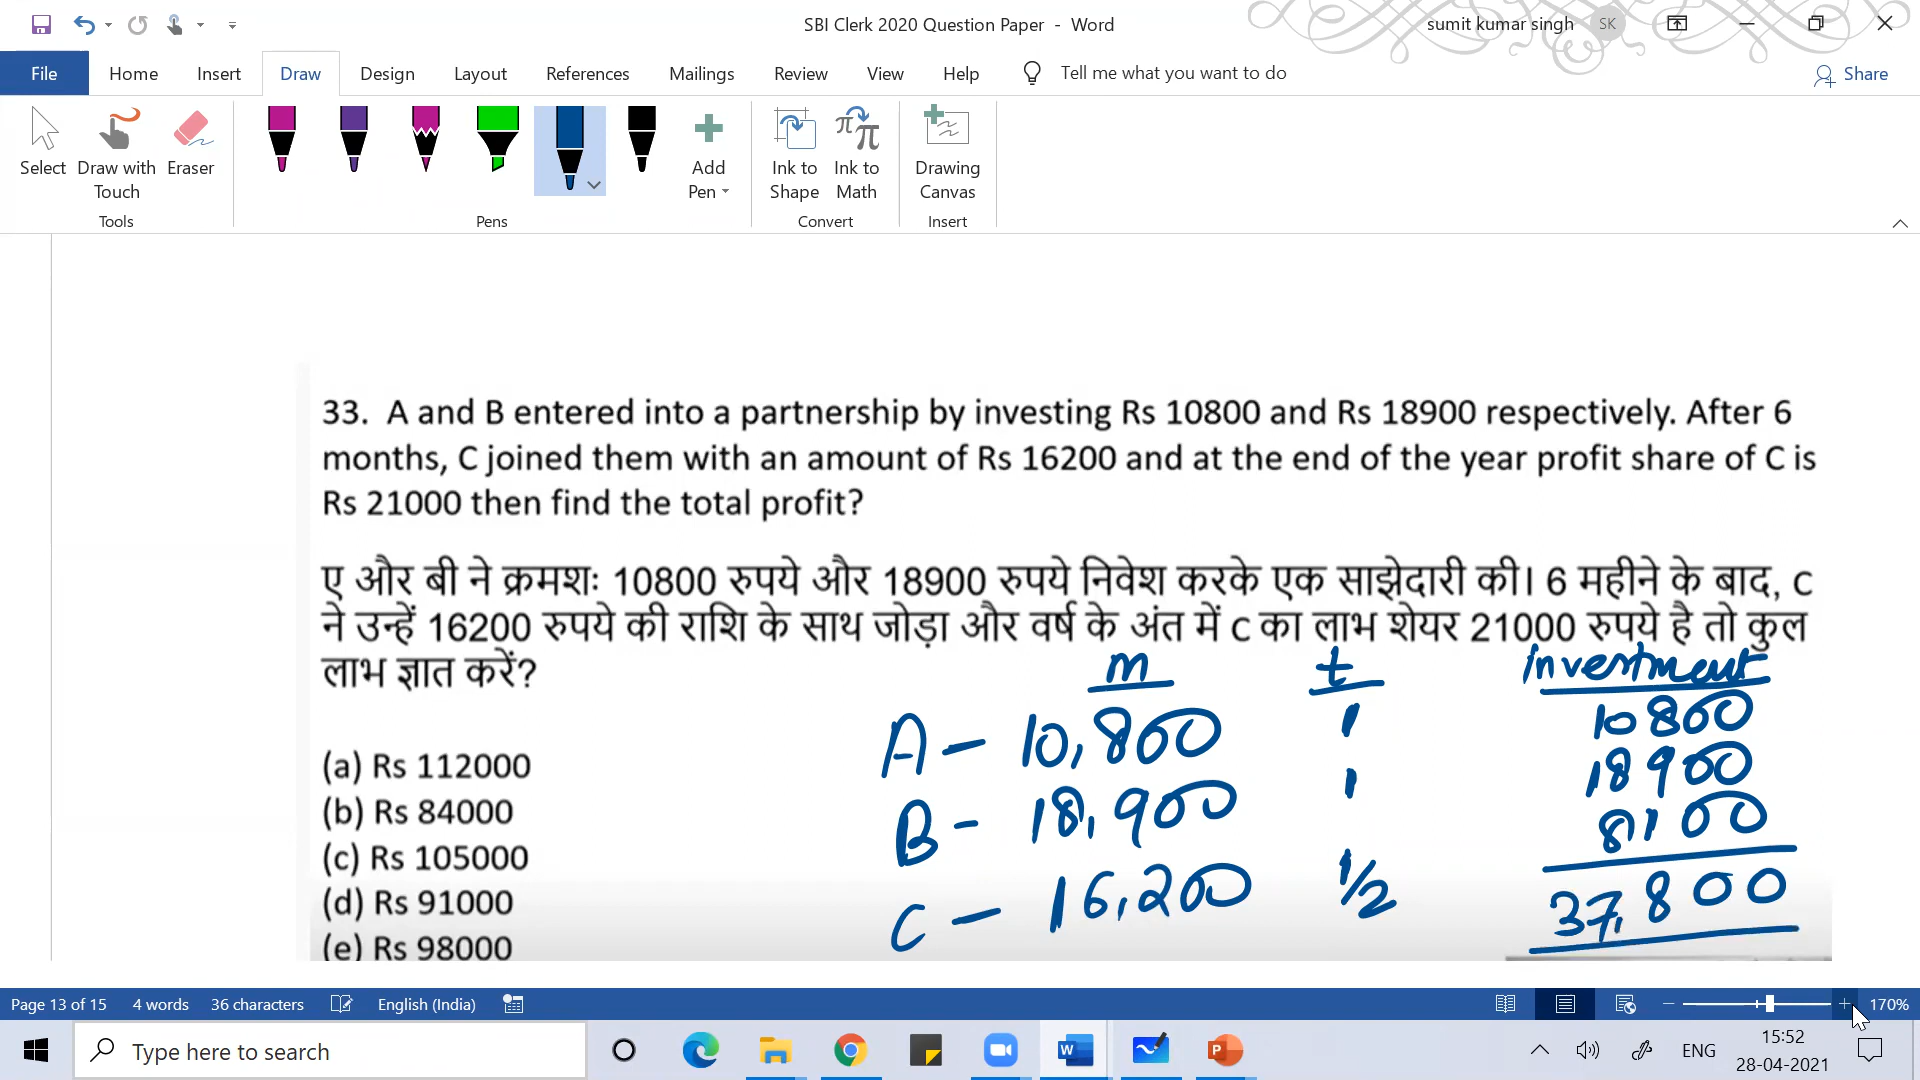 SBI Clerk 2020 Question Paper - Word
sumit kumar singh SK
File Home Insert Draw Design Layout References Mailings Review View Help Tell me what you want to do Share
Select Draw with Touch Eraser Add Pen Ink to Shape Ink to Math Drawing Canvas
Tools Pens Convert Insert
33. A and B entered into a partnership by investing Rs 10800 and Rs 18900 respectively. After 6
months, C joined them with an amount of Rs 16200 and at the end of the year profit share of C is
Rs 21000 then find the total profit?
ए और बी ने क्रमशः 10800 रुपये और 18900 रुपये निवेश करके एक साझेदारी की। 6 महीने के बाद, C
ने उन्हें 16200 रुपये की राशि के साथ जोड़ा और वर्ष के अंत में C का लाभ शेयर 21000 रुपये है तो कुल
लाभ ज्ञात करें?
m t investment
A - 10,800 1 10800
B - 18,900 1 18900
C - 16,200 1/2 8100
37,800
(a) Rs 112000
(b) Rs 84000
(c) Rs 105000
(d) Rs 91000
(e) Rs 98000
Page 13 of 15 4 words 36 characters English (India) 170%
Type here to search
W P
ENG
15:52
28-04-2021